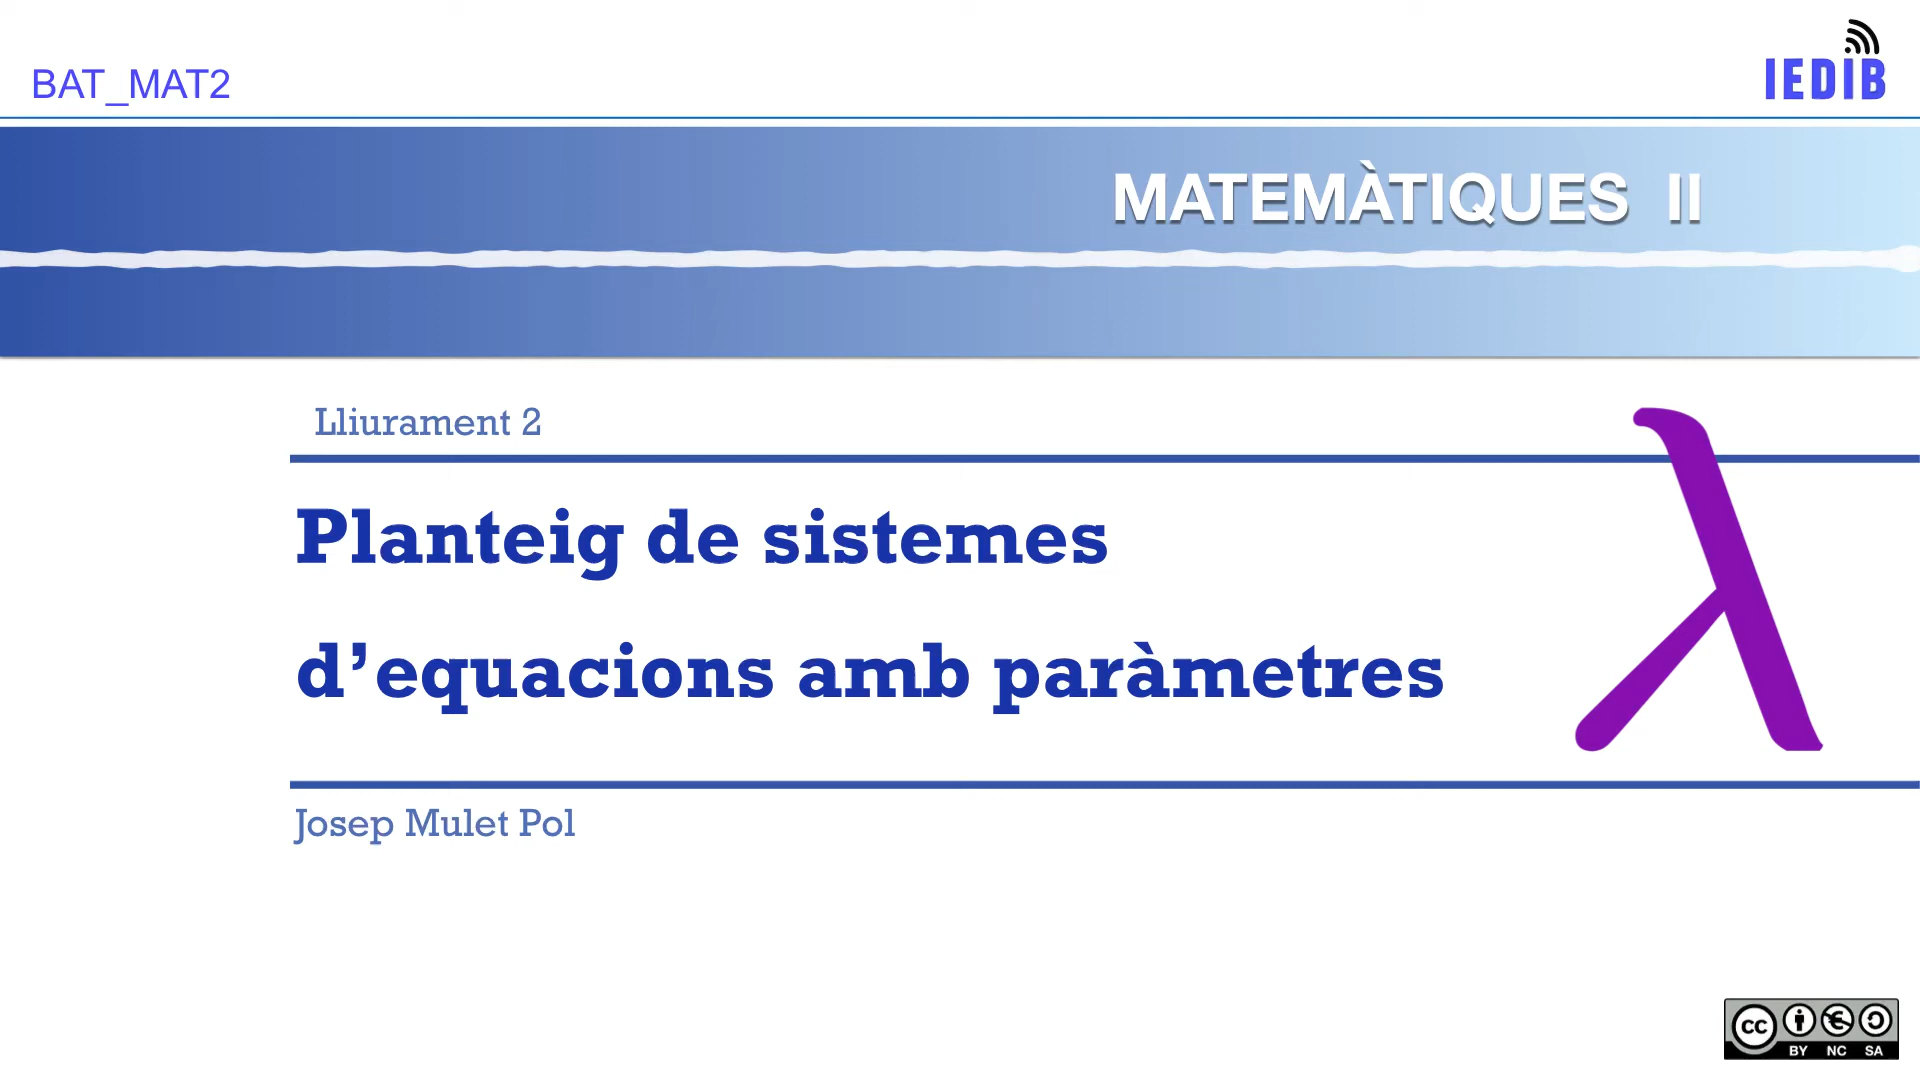 BAT_MAT2
IEDIB
MATEMÀTIQUES II
Lliurament 2
Planteig de sistemes
d’equacions amb paràmetres
λ
Josep Mulet Pol
cc
BY NC SA